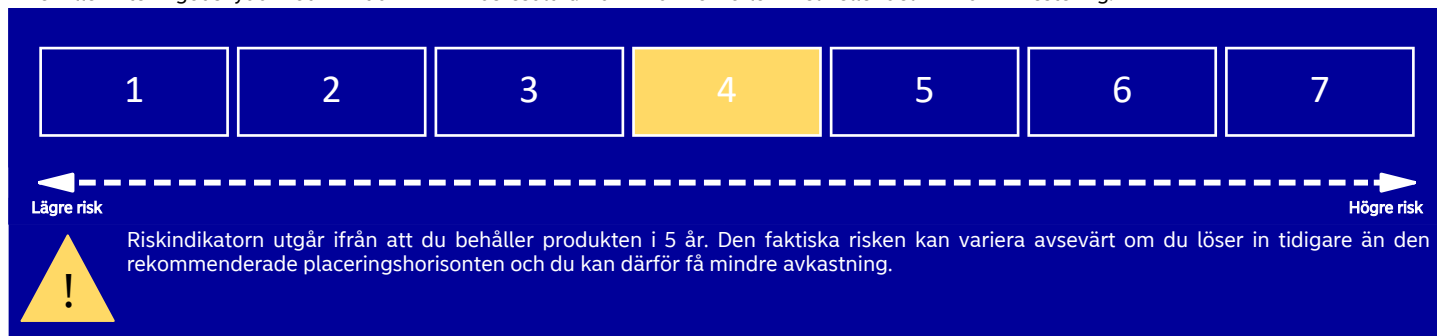 1 2 3 4 5 6 7
Lägre risk Högre risk
Riskindikatorn utgår ifrån att du behåller produkten i 5 år. Den faktiska risken kan variera avsevärt om du löser in tidigare än den
rekommenderade placeringshorisonten och du kan därför få mindre avkastning.
!